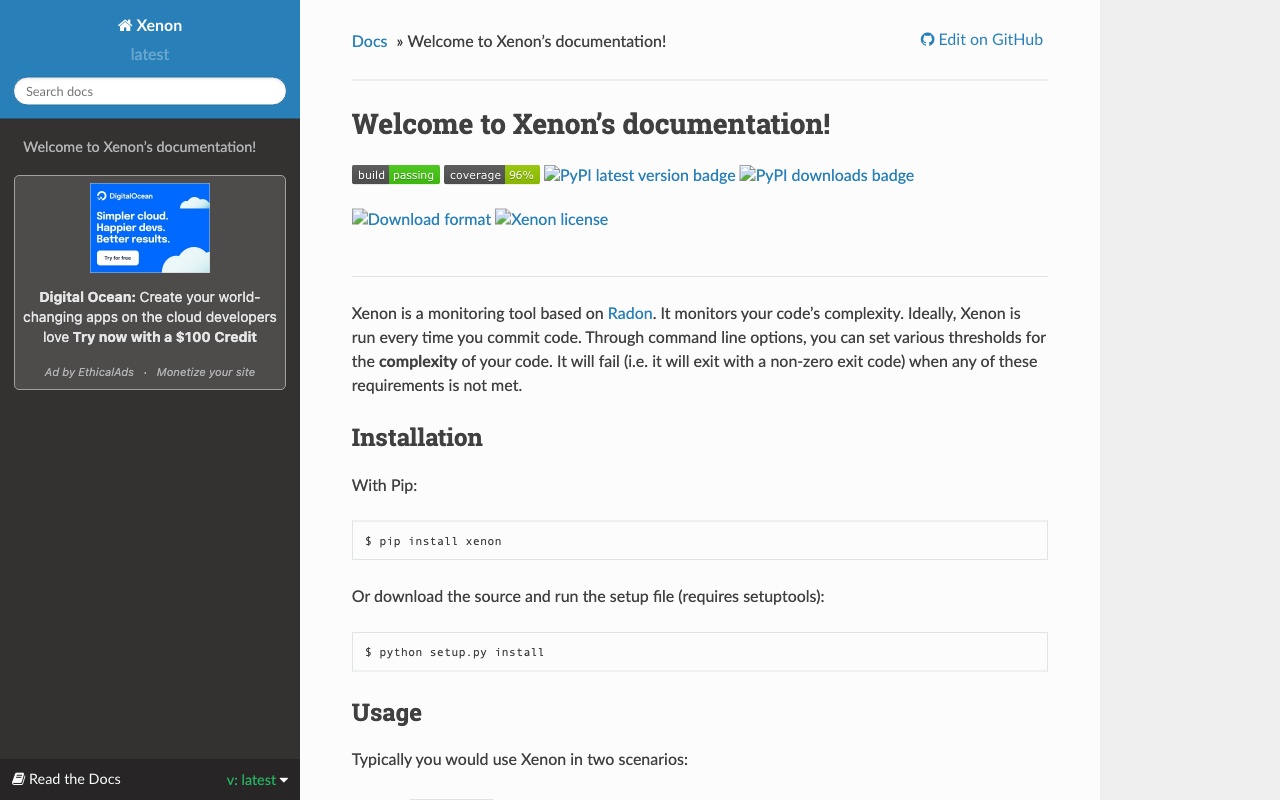 Xenon
latest
Search docs
Welcome to Xenon's documentation!
DigitalOcean
Simpler cloud.
Happier devs.
Better results.
Try for free
Digital Ocean: Create your world-
changing apps on the cloud developers
love Try now with a $100 Credit
Ad by EthicalAds · Monetize your site
Read the Docs
v: latest
Docs » Welcome to Xenon’s documentation!
Edit on GitHub
Welcome to Xenon’s documentation!
build passing coverage 96% PyPI latest version badge PyPI downloads badge
Download format Xenon license
Xenon is a monitoring tool based on Radon. It monitors your code’s complexity. Ideally, Xenon is
run every time you commit code. Through command line options, you can set various thresholds for
the complexity of your code. It will fail (i.e. it will exit with a non-zero exit code) when any of these
requirements is not met.
Installation
With Pip:
$ pip install xenon
Or download the source and run the setup file (requires setuptools):
$ python setup.py install
Usage
Typically you would use Xenon in two scenarios: